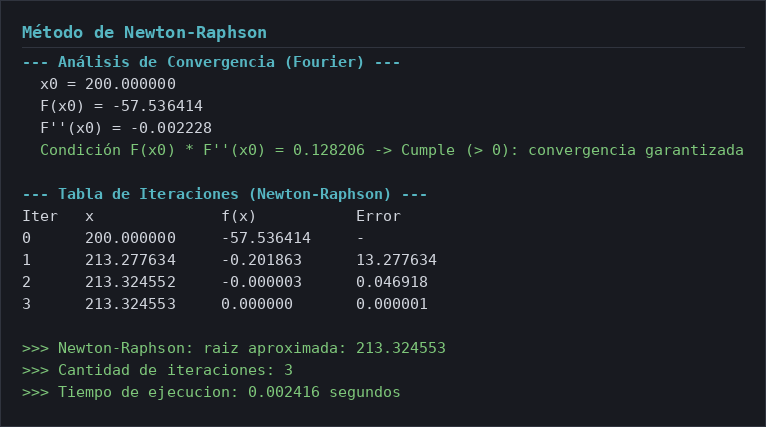 Método de Newton-Raphson
--- Análisis de Convergencia (Fourier) ---
x0 = 200.000000
F(x0) = -57.536414
F''(x0) = -0.002228
Condición F(x0) * F''(x0) = 0.128206 -> Cumple (> 0): convergencia garantizada
--- Tabla de Iteraciones (Newton-Raphson) ---
Iter x f(x) Error
0 200.000000 -57.536414 -
1 213.277634 -0.201863 13.277634
2 213.324552 -0.000003 0.046918
3 213.324553 0.000000 0.000001
>>> Newton-Raphson: raiz aproximada: 213.324553
>>> Cantidad de iteraciones: 3
>>> Tiempo de ejecucion: 0.002416 segundos